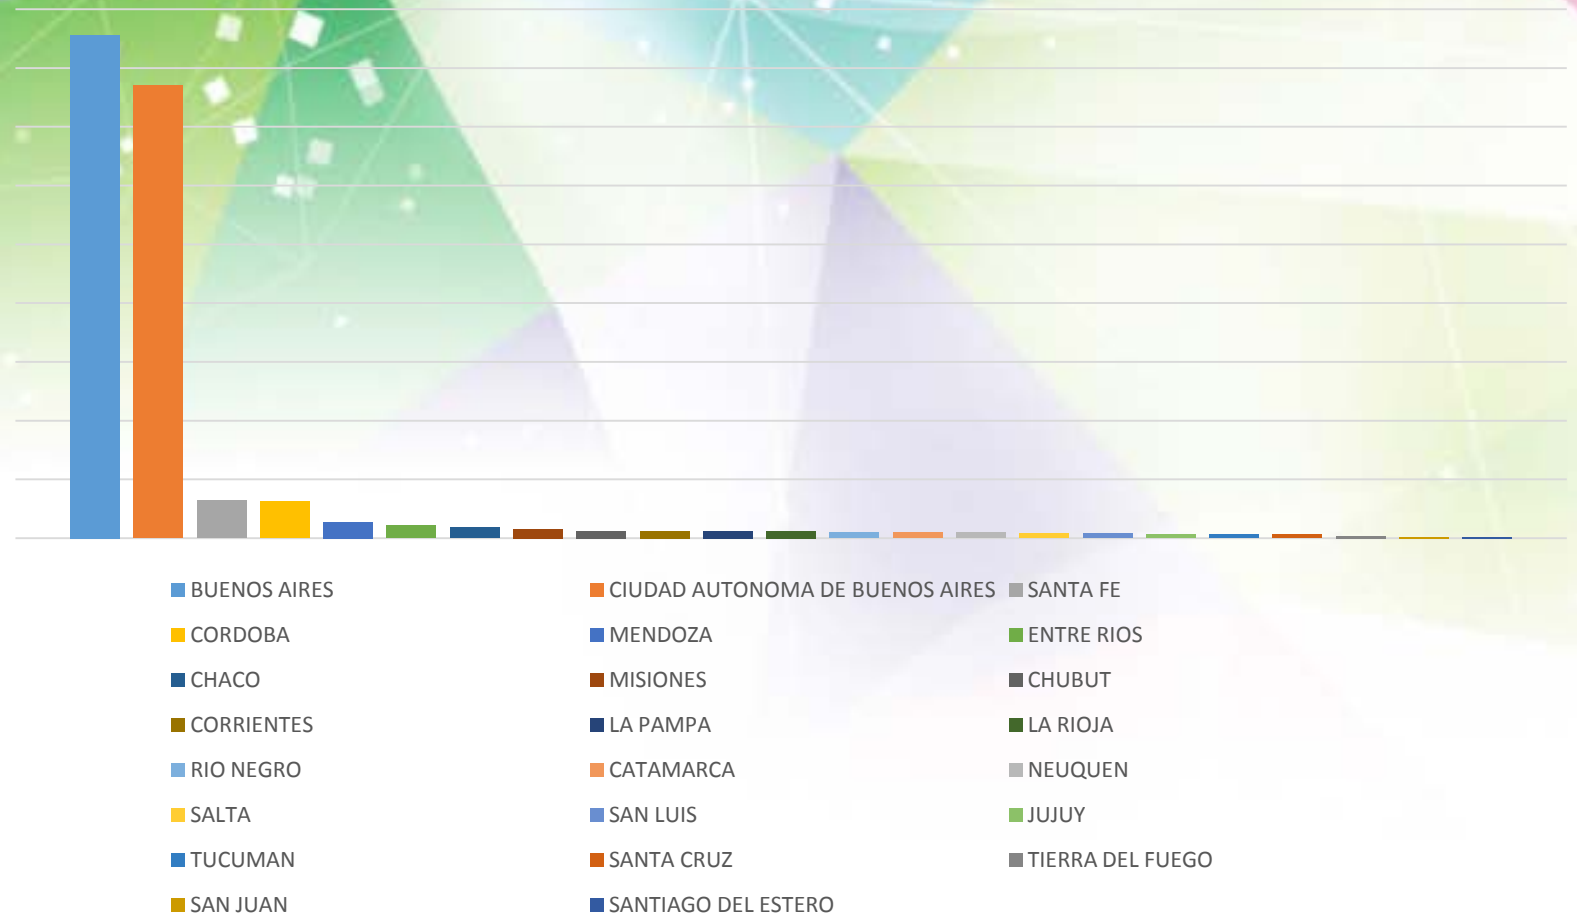 BUENOS AIRES
CIUDAD AUTONOMA DE BUENOS AIRES
SANTA FE
CORDOBA
MENDOZA
ENTRE RIOS
CHACO
MISIONES
CHUBUT
CORRIENTES
LA PAMPA
LA RIOJA
RIO NEGRO
CATAMARCA
NEUQUEN
SALTA
SAN LUIS
JUJUY
TUCUMAN
SANTA CRUZ
TIERRA DEL FUEGO
SAN JUAN
SANTIAGO DEL ESTERO